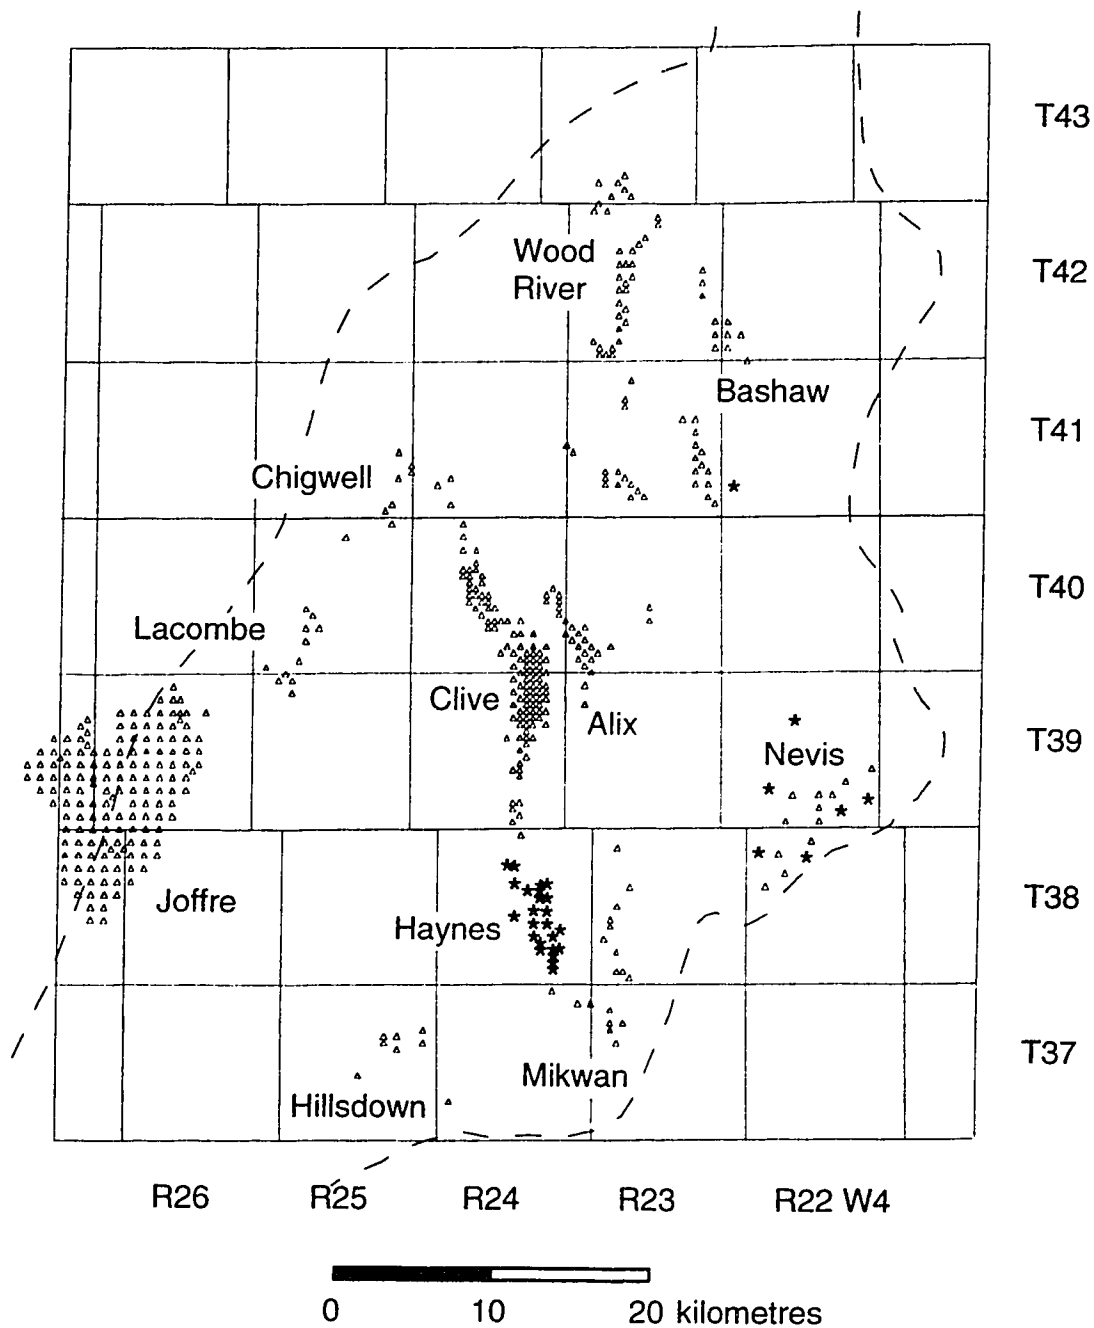 T43
Wood
River
T42
Bashaw
T41
Chigwell
T40
Lacombe
Clive
Alix
Nevis
T39
Joffre
Haynes
T38
Mikwan
T37
Hillsdown
R26 R25 R24 R23 R22 W4
0 10 20 kilometres